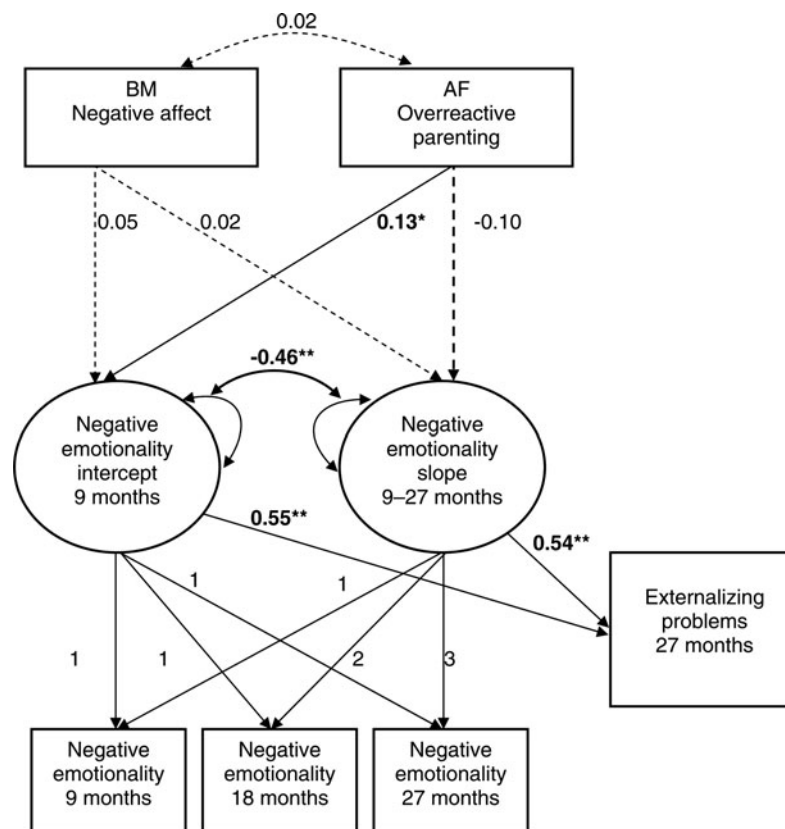 0.02
BM
Negative affect
AF
Overreactive
parenting
0.05
0.02
0.13*
-0.10
-0.46**
Negative
emotionality
intercept
9 months
Negative
emotionality
slope
9–27 months
0.55**
0.54**
Externalizing
problems
27 months
1
1
1
1
2
3
Negative
emotionality
9 months
Negative
emotionality
18 months
Negative
emotionality
27 months